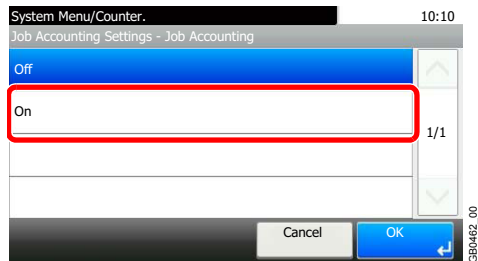 System Menu/Counter.
10:10
Job Accounting Settings - Job Accounting
Off
On
1/1
Cancel
OK
GB0462_00